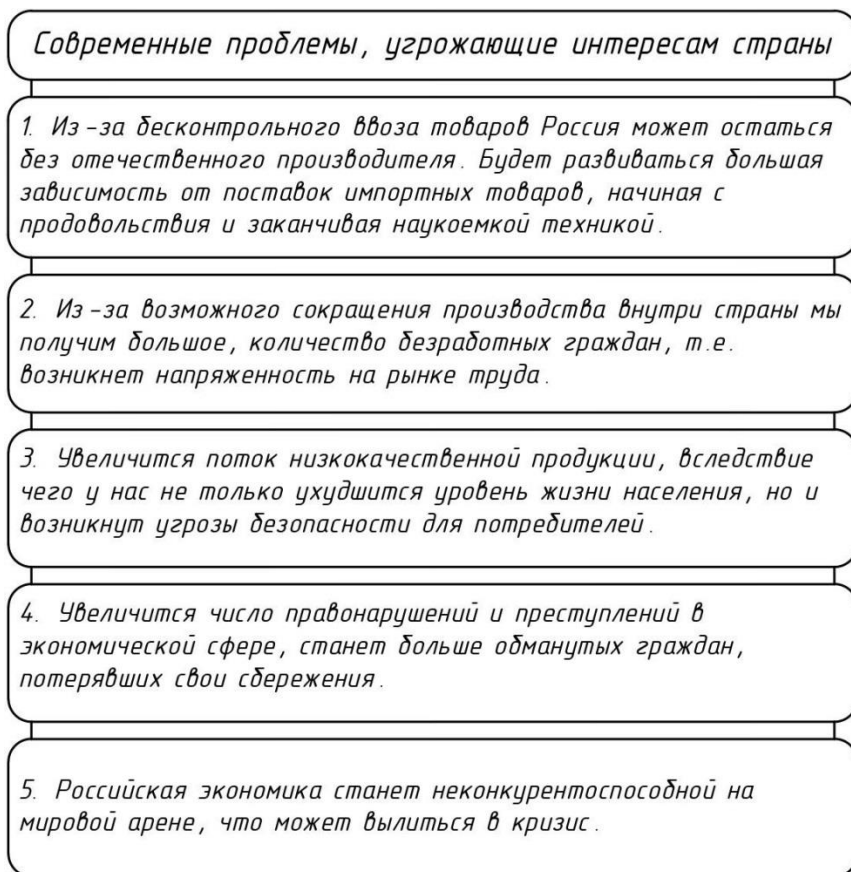 Современные проблемы, угрожающие интересам страны
1. Из-за бесконтрольного ввоза товаров Россия может остаться
без отечественного производителя. Будет развиваться большая
зависимость от поставок импортных товаров, начиная с
продовольствия и заканчивая наукоемкой техникой.
2. Из-за возможного сокращения производства внутри страны мы
получим большое, количество безработных граждан, т.е.
возникнет напряженность на рынке труда.
3. Увеличится поток низкокачественной продукции, вследствие
чего у нас не только ухудшится уровень жизни населения, но и
возникнут угрозы безопасности для потребителей.
4. Увеличится число правонарушений и преступлений в
экономической сфере, станет больше обманутых граждан,
потерявших свои сбережения.
5. Российская экономика станет неконкурентоспособной на
мировой арене, что может вылиться в кризис.